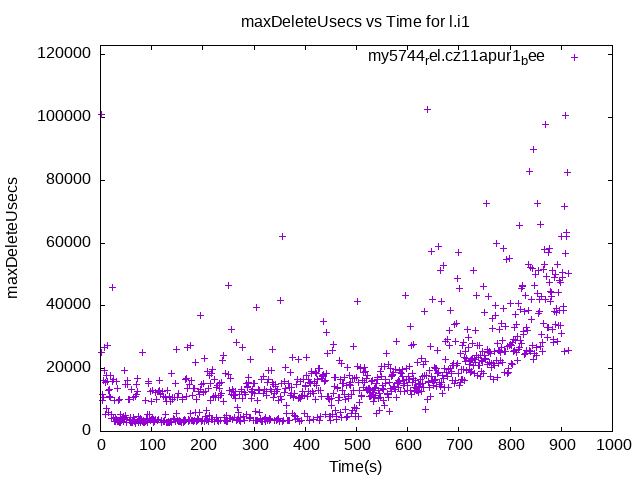 maxDeleteUsecs vs Time for l.i1
my5744_rel.cz11apur1_bee
120000
100000
80000
60000
40000
20000
0
maxDeleteUsecs
0 100 200 300 400 500 600 700 800 900 1000
Time(s)